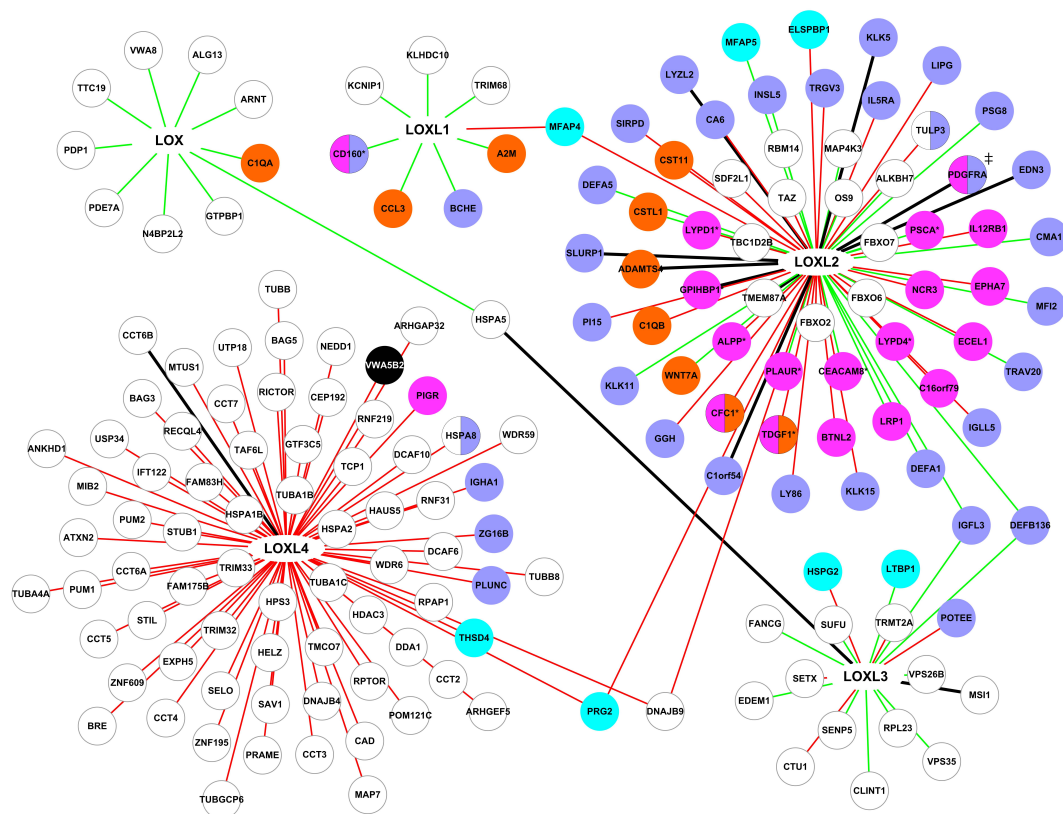 ELSPBP1
MFAP5
KLK5
VWA8
ALG13
KLHDC10
LYZL2
LIPG
TTC19
KCNIP1
TRIM68
INSL5
TRGV3
IL5RA
ARNT
PSG8
SIRPD
CA6
MFAP4
TULP3
LOX
LOXL1
RBM14
MAP4K3
PDP1
CD160*
A2M
CST11
‡
C1QA
SDF2L1
ALKBH7
PDGFRA
EDN3
DEFA5
TAZ
OS9
PDE7A
CCL3
BCHE
CSTL1
GTPBP1
LYPD1*
PSCA*
IL12RB1
N4BP2L2
CMA1
TBC1D2B
FBXO7
SLURP1
LOXL2
ADAMTS4
GPIHBP1
NCR3
EPHA7
TUBB
TMEM87A
FBXO6
MFI2
HSPA5
PI15
C1QB
FBXO2
CCT6B
ARHGAP32
BAG5
NEDD1
UTP18
ALPP*
LYPD4*
ECEL1
MTUS1
VWA5B2
WNT7A
PLAUR*
CEACAM8*
TRAV20
KLK11
C16orf79
BAG3
CCT7
RICTOR
CEP192
PIGR
CFC1*
IGLL5
RECQL4
RNF219
LRP1
USP34
TDGF1*
BTNL2
ANKHD1
TAF6L
GTF3C5
HSPA8
WDR59
GGH
IFT122
TCP1
DCAF10
DEFA1
C1orf54
FAM83H
LY86
KLK15
MIB2
TUBA1B
IGHA1
RNF31
HSPA1B
HAUS5
PUM2
HSPA2
IGFL3
DEFB136
STUB1
ZG16B
ATXN2
LOXL4
DCAF6
TRIM33
WDR6
CCT6A
HSPG2
LTBP1
TUBB8
FAM175B
TUBA1C
PLUNC
TUBA4A
PUM1
HPS3
RPAP1
STIL
HDAC3
POTEE
FANCG
SUFU
TRMT2A
TRIM32
CCT5
THSD4
DDA1
TMCO7
HELZ
EXPH5
LOXL3
VPS26B
RPTOR
SETX
ZNF609
CCT2
SELO
MSI1
EDEM1
DNAJB4
SAV1
PRG2
DNAJB9
ARHGEF5
CCT4
POM121C
BRE
SENP5
RPL23
ZNF195
CAD
PRAME
CCT3
VPS35
CTU1
CLINT1
MAP7
TUBGCP6